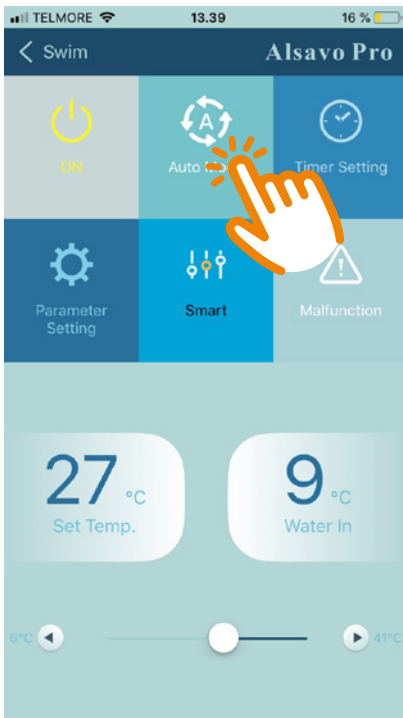 TELMORE 13.39 16 %
Swim Alsavo Pro
A
ON Auto Timer Setting
Parameter
Setting
Smart Malfunction
27 °C 9 °C
Set Temp. Water In
6°C 41°C